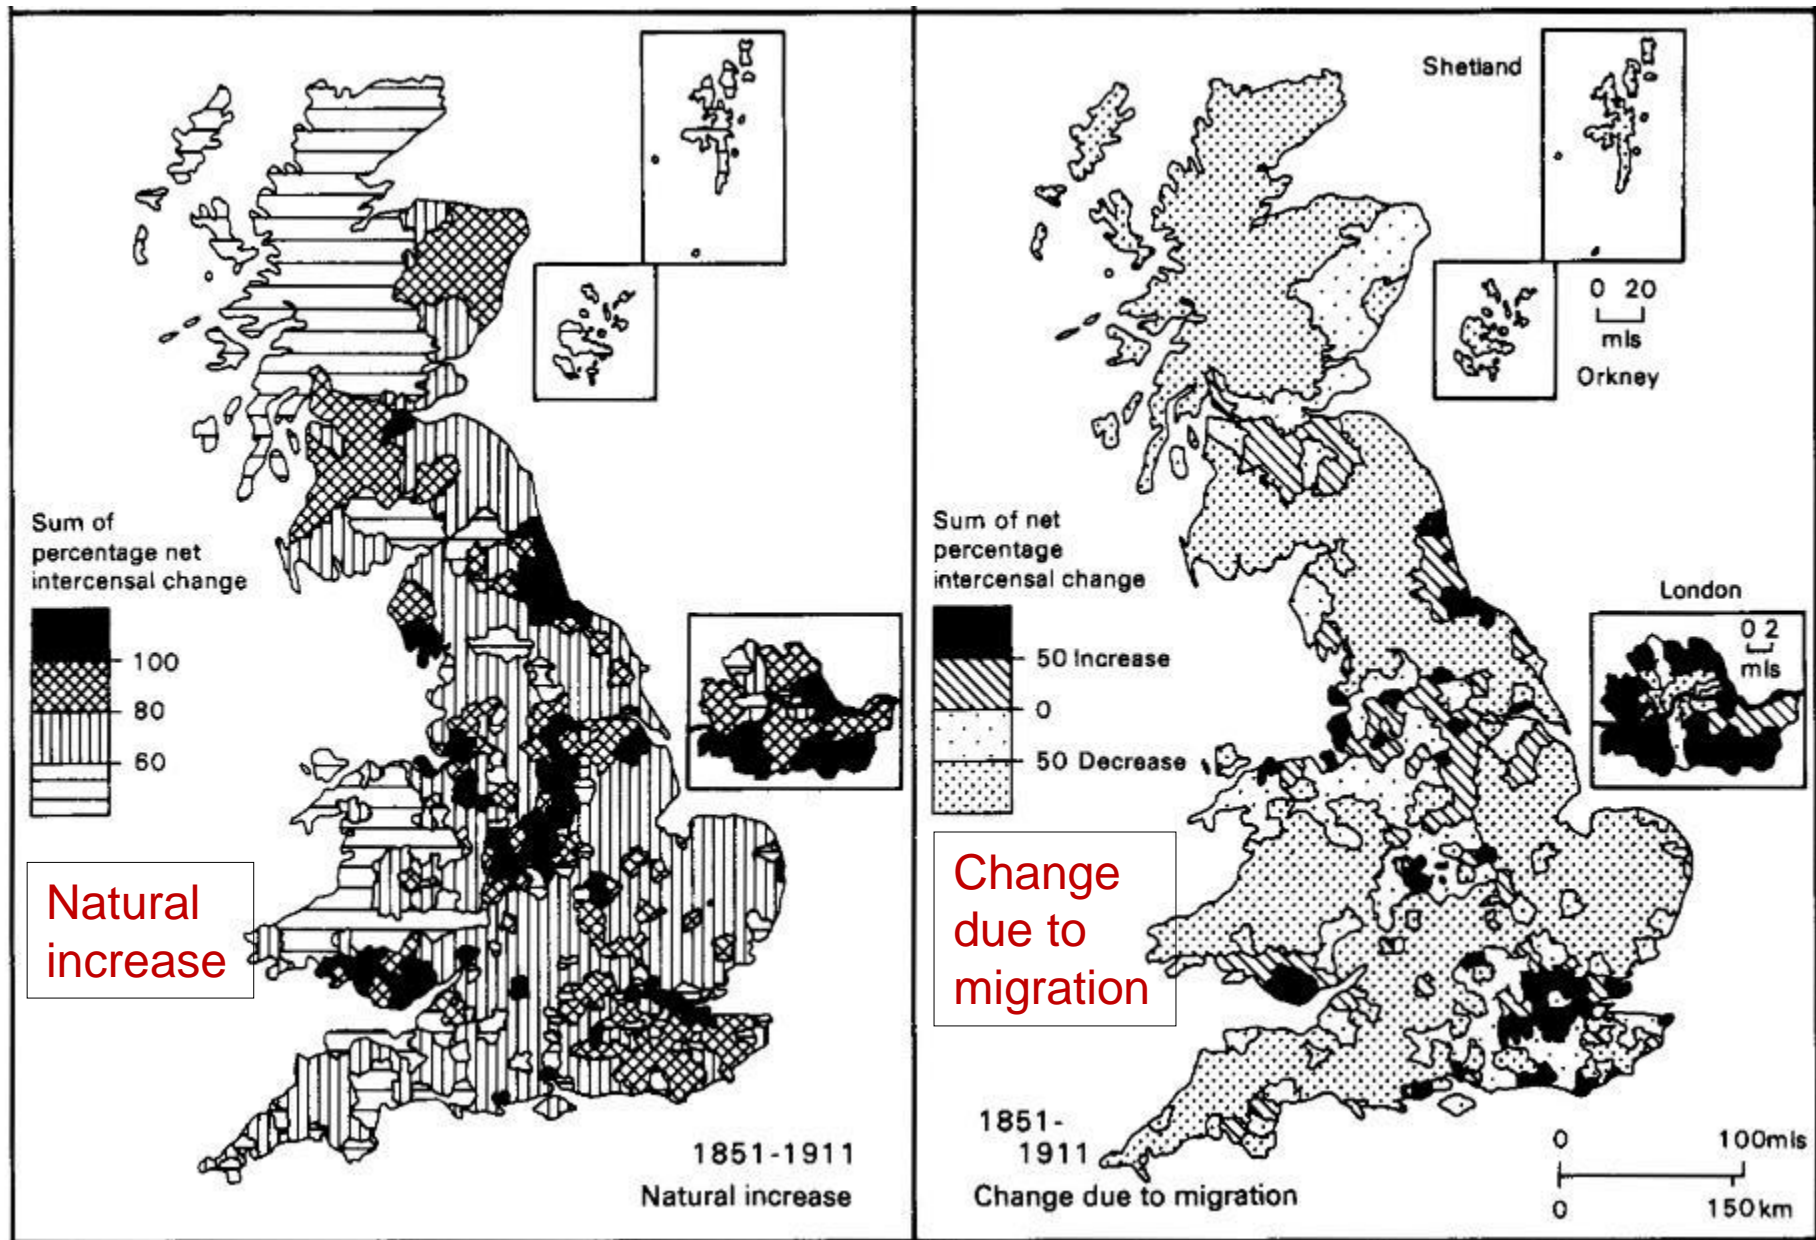 Sum of
percentage net
intercensal change
100
80
60
Natural
increase
1851-1911
Natural increase
Shetland
0 20
mls
Orkney
Sum of net
percentage
intercensal change
50 Increase
0
50 Decrease
London
0 2
mls
Change
due to
migration
1851-
1911
Change due to migration
0 100mls
0 150km